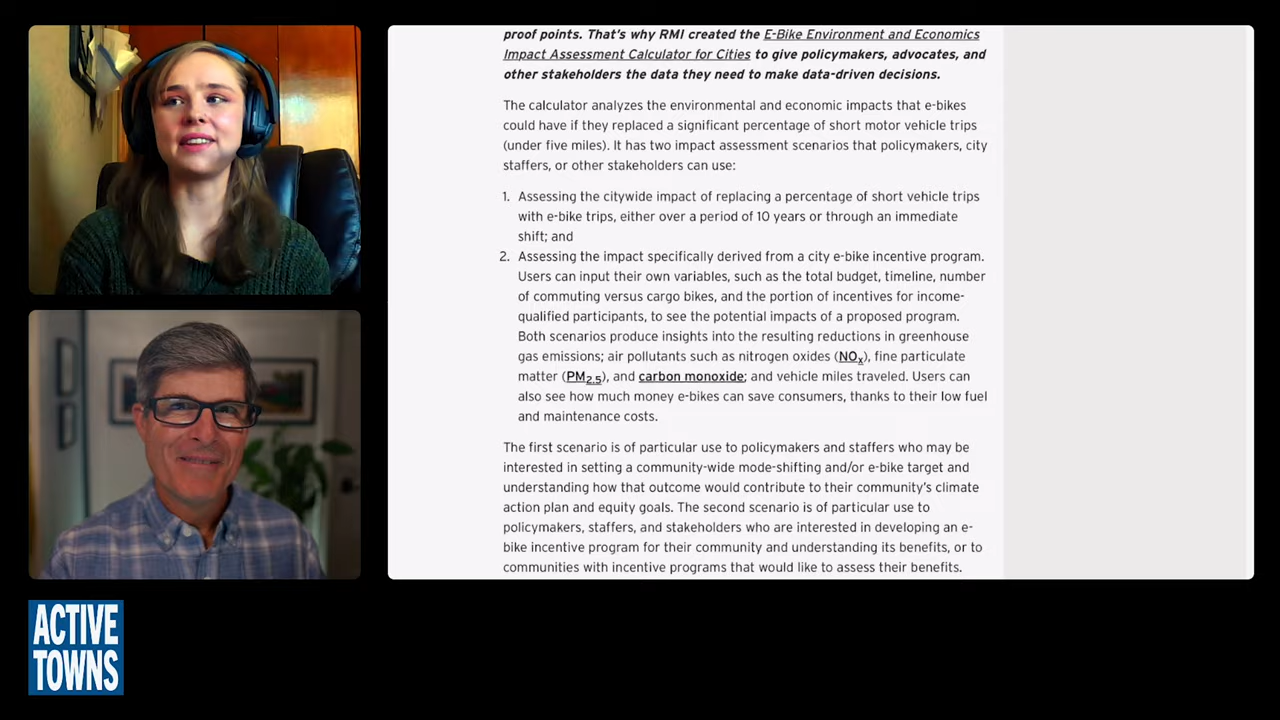 proof points. That's why RMI created the E-Bike Environment and Economics
Impact Assessment Calculator for Cities to give policymakers, advocates, and
other stakeholders the data they need to make data-driven decisions.
The calculator analyzes the environmental and economic impacts that e-bikes
could have if they replaced a significant percentage of short motor vehicle trips
(under five miles). It has two impact assessment scenarios that policymakers, city
staffers, or other stakeholders can use:
1. Assessing the citywide impact of replacing a percentage of short vehicle trips
with e-bike trips, either over a period of 10 years or through an immediate
shift; and
2. Assessing the impact specifically derived from a city e-bike incentive program.
Users can input their own variables, such as the total budget, timeline, number
of commuting versus cargo bikes, and the portion of incentives for income-
qualified participants, to see the potential impacts of a proposed program.
Both scenarios produce insights into the resulting reductions in greenhouse
gas emissions; air pollutants such as nitrogen oxides (NOx), fine particulate
matter (PM2.5), and carbon monoxide; and vehicle miles traveled. Users can
also see how much money e-bikes can save consumers, thanks to their low fuel
and maintenance costs.
The first scenario is of particular use to policymakers and staffers who may be
interested in setting a community-wide mode-shifting and/or e-bike target and
understanding how that outcome would contribute to their community's climate
action plan and equity goals. The second scenario is of particular use to
policymakers, staffers, and stakeholders who are interested in developing an e-
bike incentive program for their community and understanding its benefits, or to
communities with incentive programs that would like to assess their benefits.
ACTIVE
TOWNS